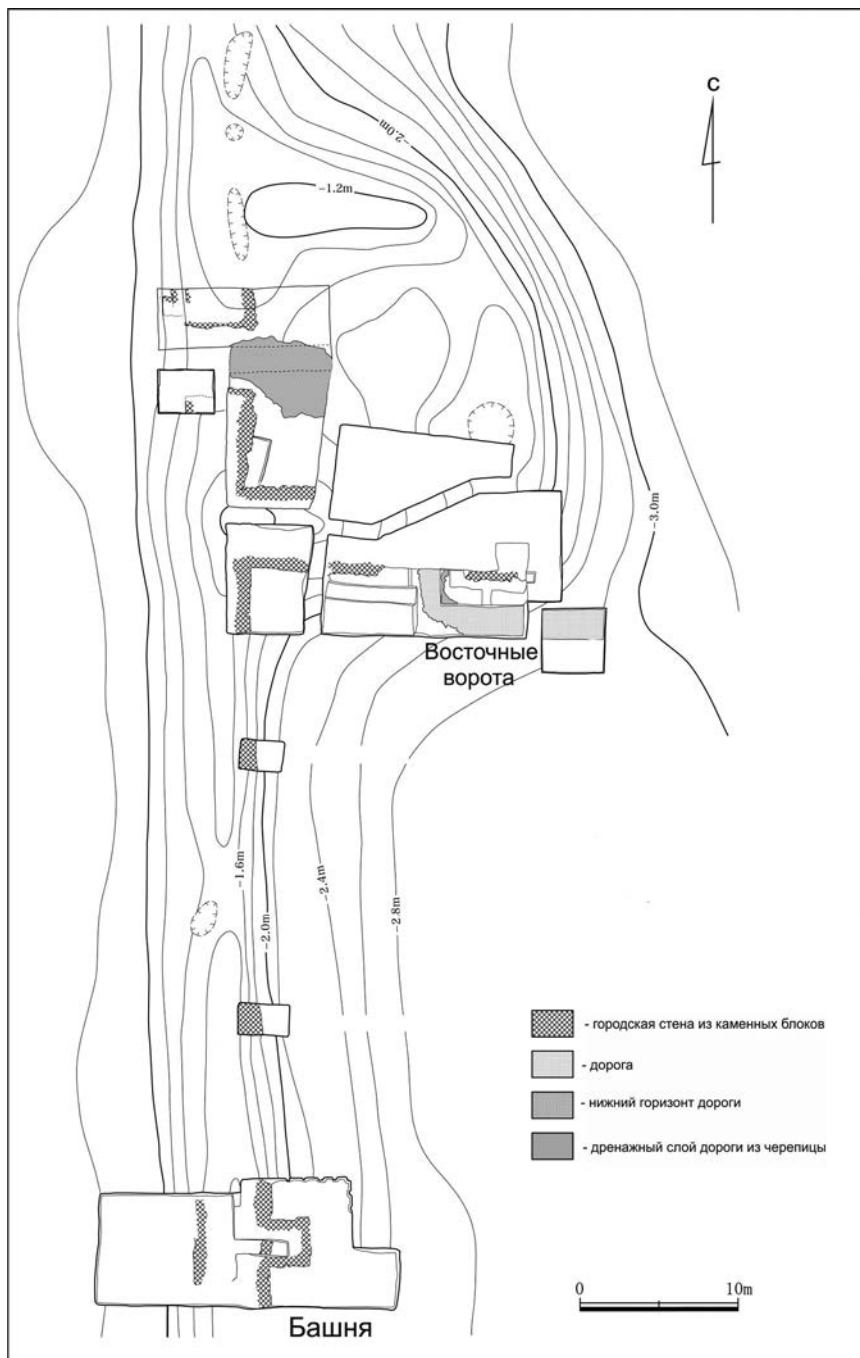 С
-2.0m
-1.2m
-3.0m
Восточные
ворота
-1.6m
-2.4m
-2.0m
-2.8m
- городская стена из каменных блоков
- дорога
- нижний горизонт дороги
- дренажный слой дороги из черепицы
0 10m
Башня